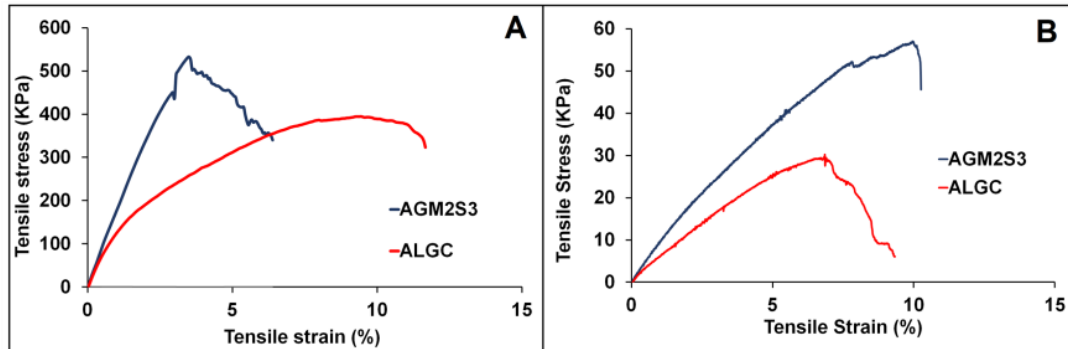 A
Tensile stress (KPa)
600
500
400
300
200
100
0
AGM2S3
ALGC
0 5 10 15
Tensile strain (%)
B
Tensile Stress (KPa)
60
50
40
30
20
10
0
AGM2S3
ALGC
0 5 10 15
Tensile Strain (%)